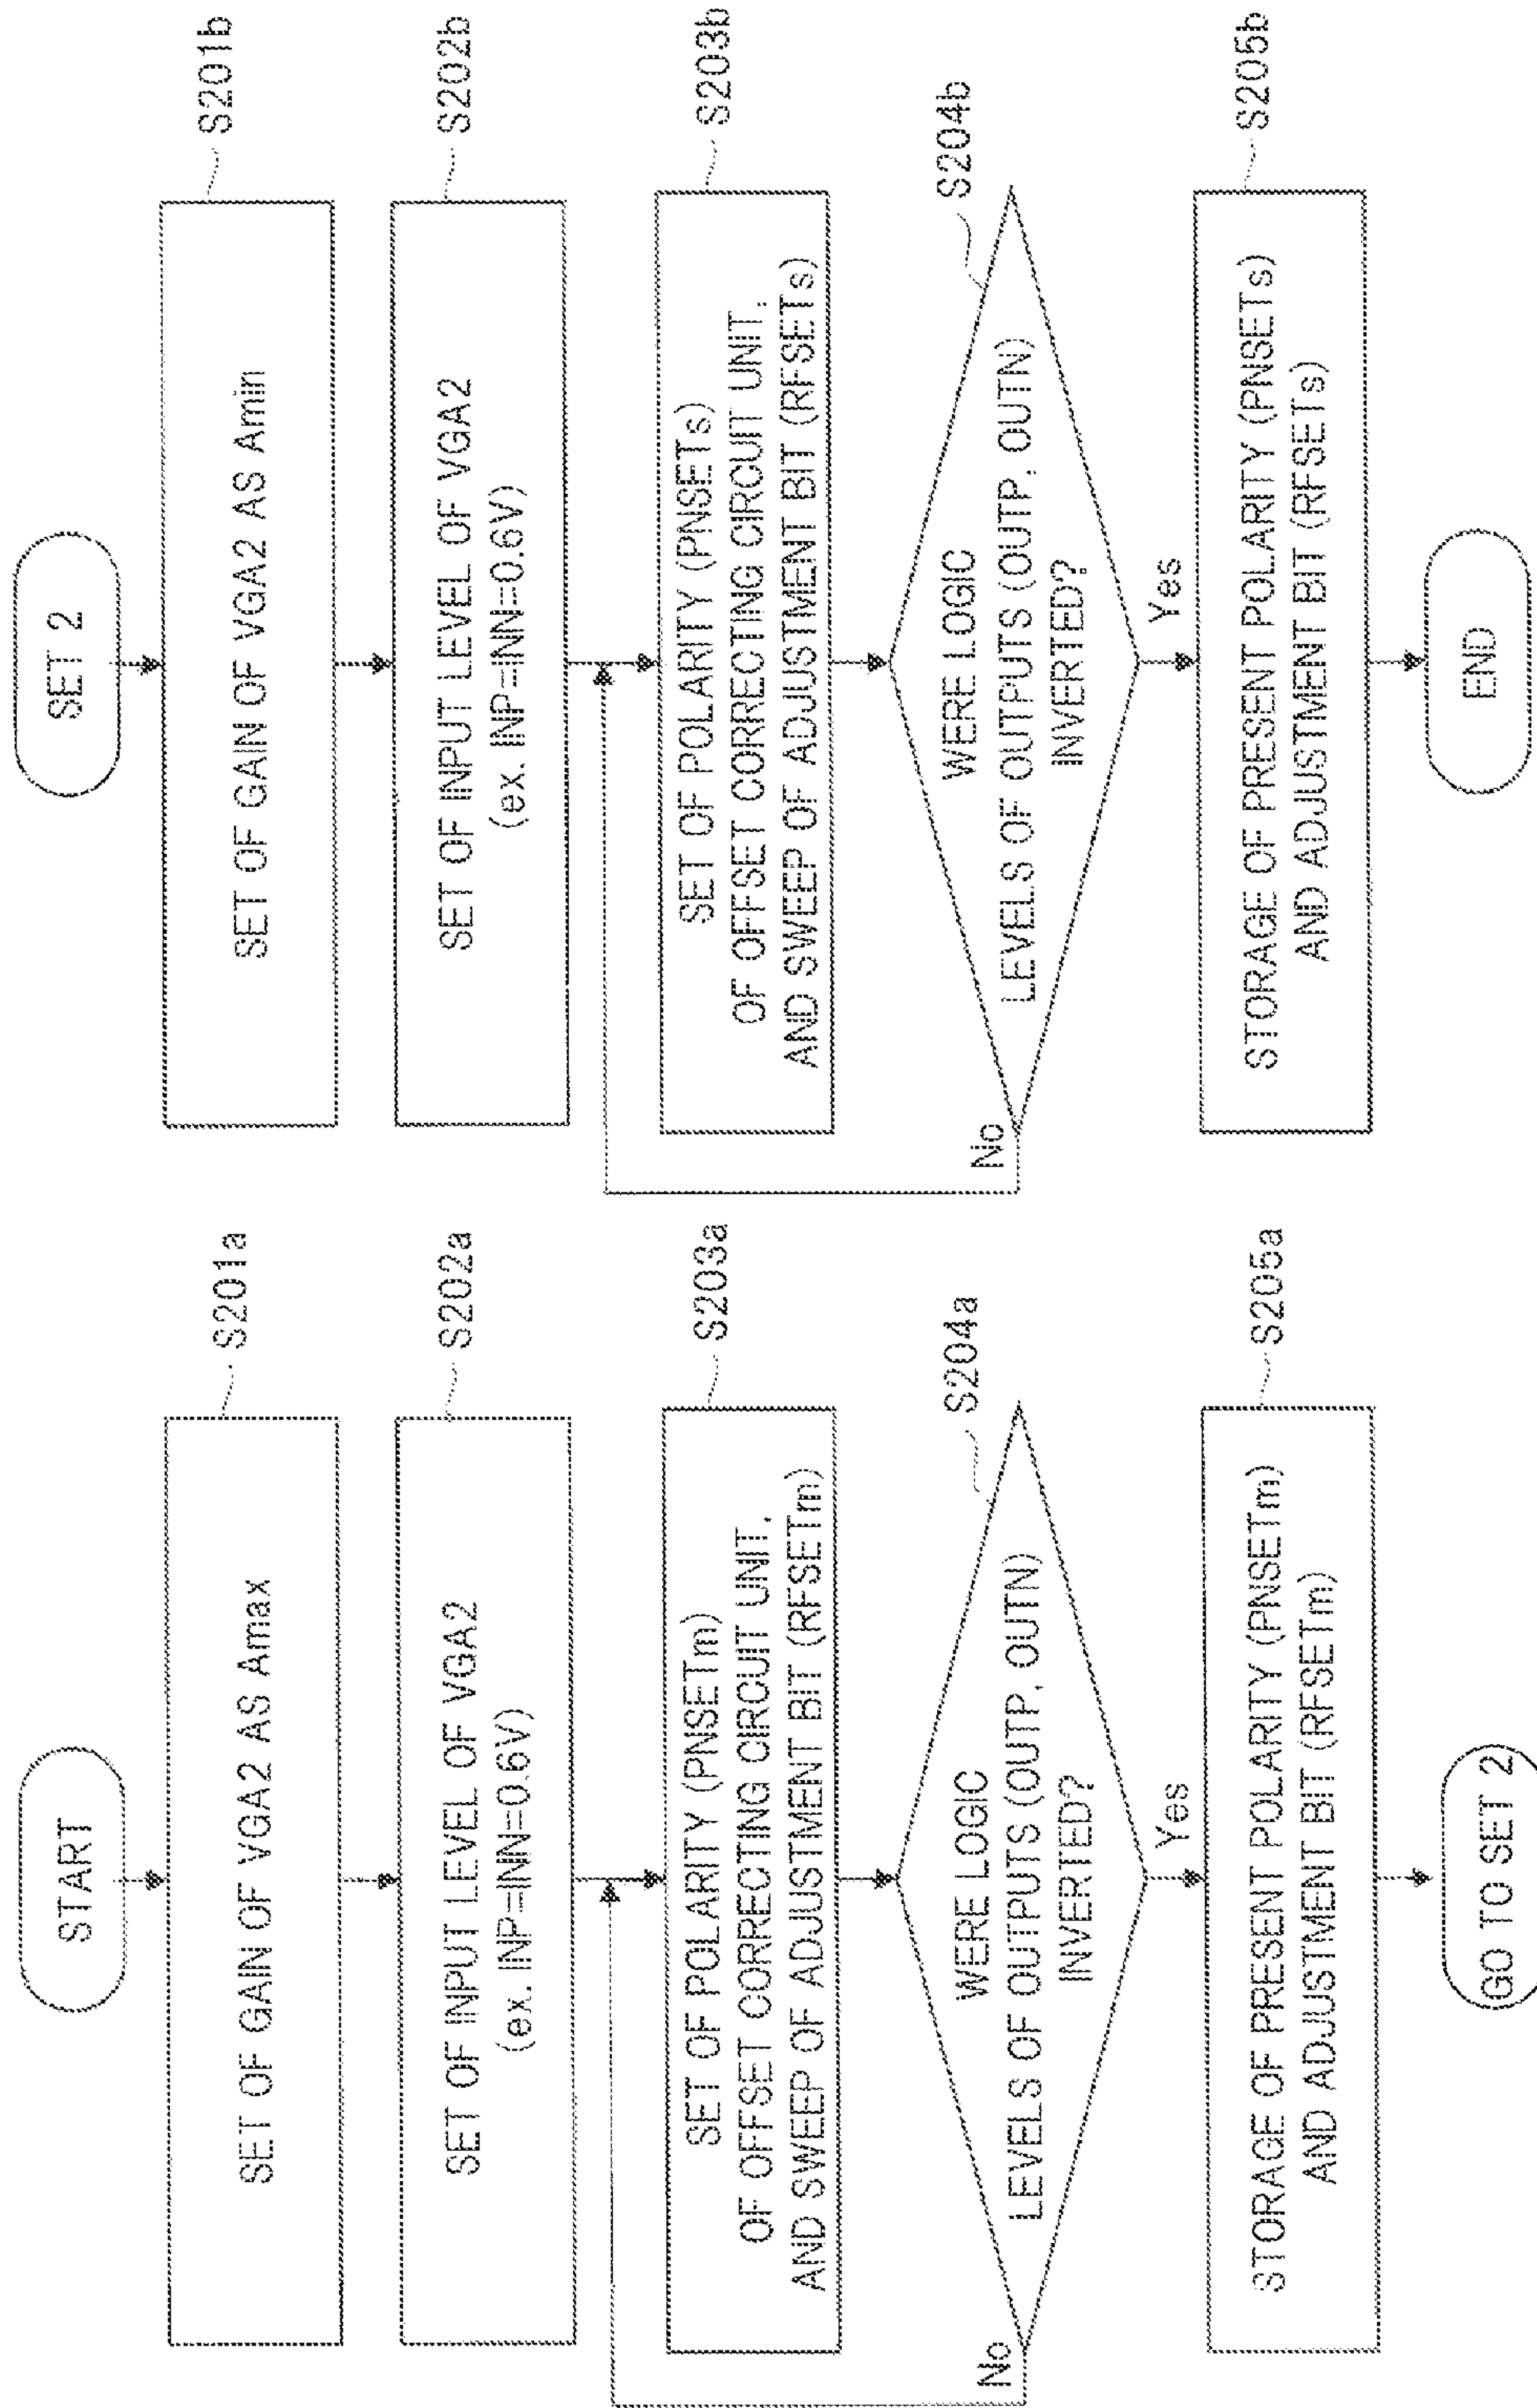 START
SET OF GAIN OF VGA2 AS Amax
S201a
SET OF INPUT LEVEL OF VGA2
(ex. INP=INN=0.6V)
S202a
SET OF POLARITY (PNSETm)
OF OFFSET CORRECTING CIRCUIT UNIT,
AND SWEEP OF ADJUSTMENT BIT (RFSETm)
S203a
WERE LOGIC
LEVELS OF OUTPUTS (OUTP, OUTN)
INVERTED?
S204a
No
Yes
STORAGE OF PRESENT POLARITY (PNSETm)
AND ADJUSTMENT BIT (RFSETm)
S205a
GO TO SET 2
SET 2
SET OF GAIN OF VGA2 AS Amin
S201b
SET OF INPUT LEVEL OF VGA2
(ex. INP=INN=0.6V)
S202b
SET OF POLARITY (PNSETs)
OF OFFSET CORRECTING CIRCUIT UNIT,
AND SWEEP OF ADJUSTMENT BIT (RFSETs)
S203b
WERE LOGIC
LEVELS OF OUTPUTS (OUTP, OUTN)
INVERTED?
S204b
No
Yes
STORAGE OF PRESENT POLARITY (PNSETs)
AND ADJUSTMENT BIT (RFSETs)
S205b
END